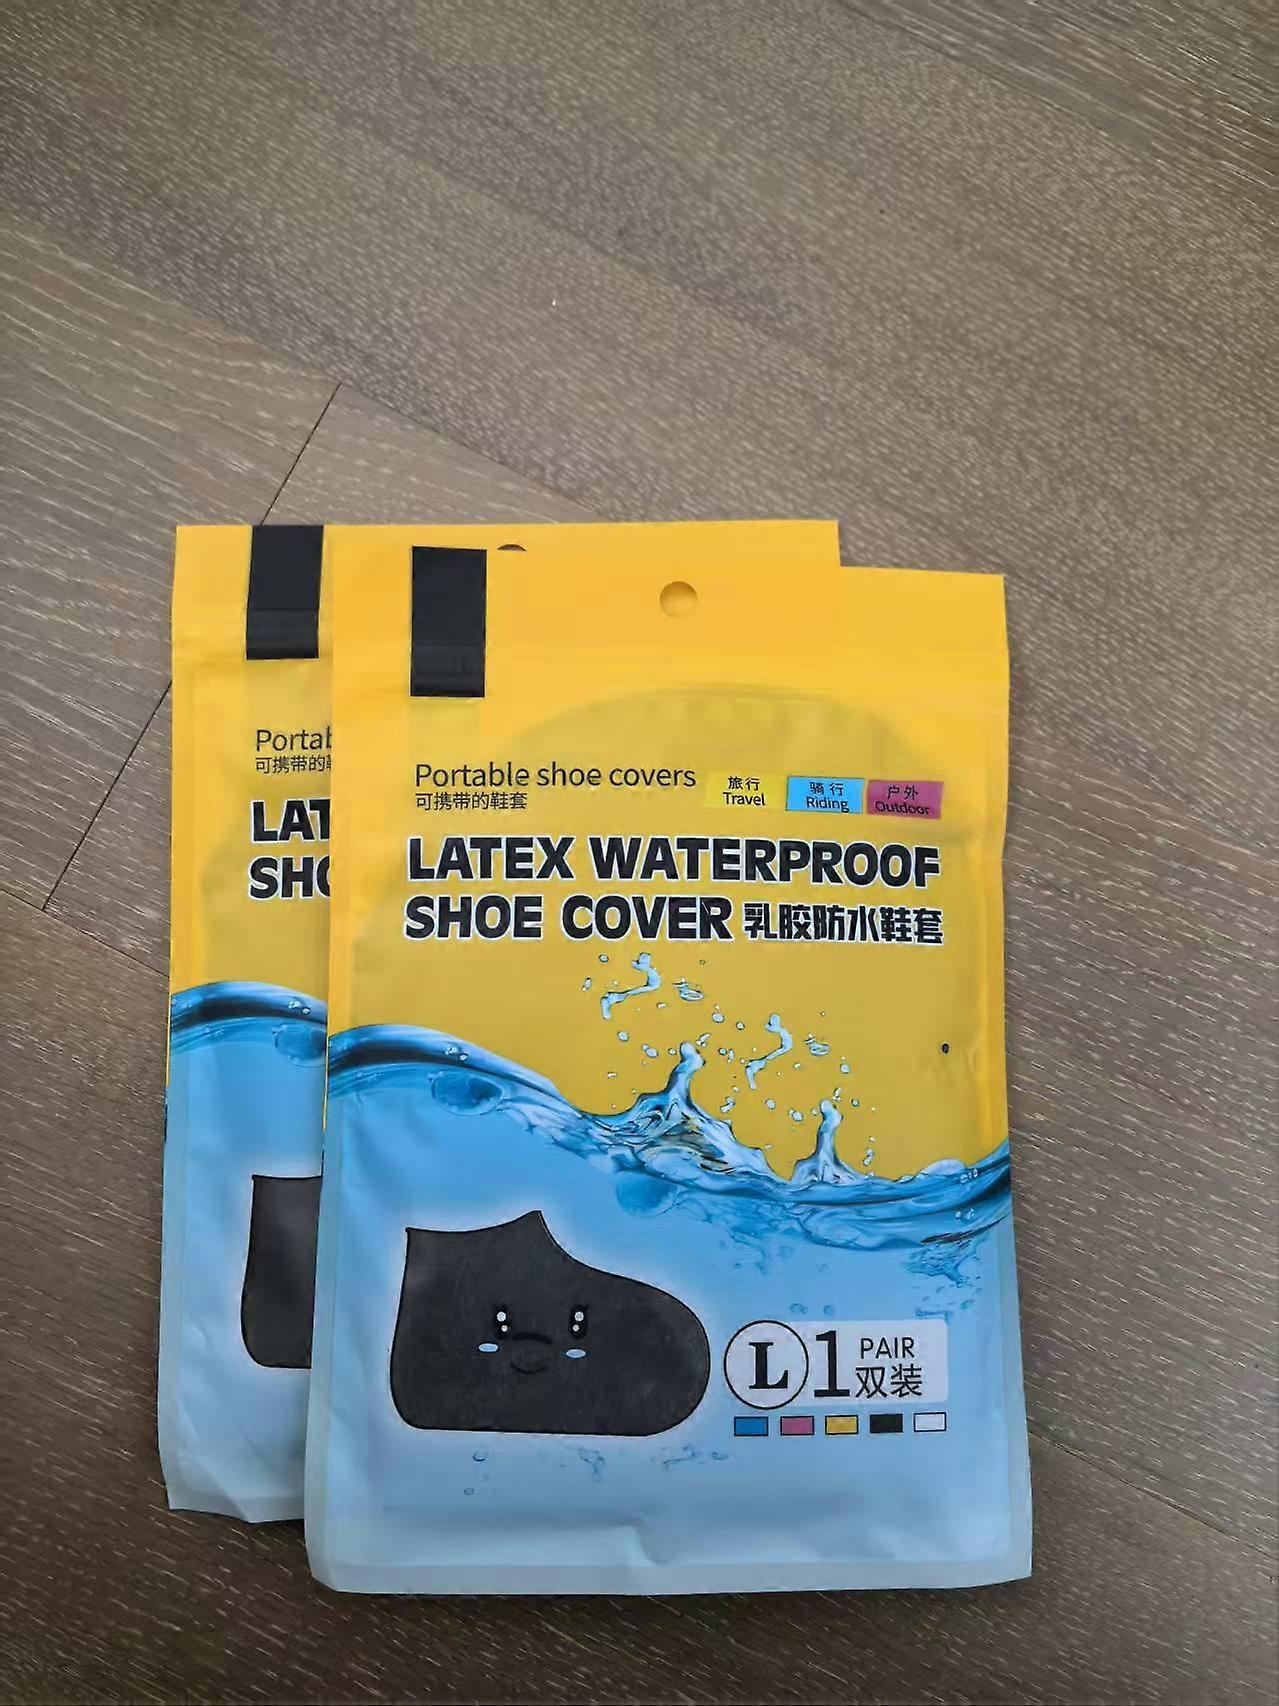 Portab
可携带的
LAT
SHO
Portable shoe covers
可携带的鞋套
旅行
Travel
骑行
Riding
户外
Outdoor
LATEX WATERPROOF
SHOE COVER 乳胶防水鞋套
L 1 PAIR
双装